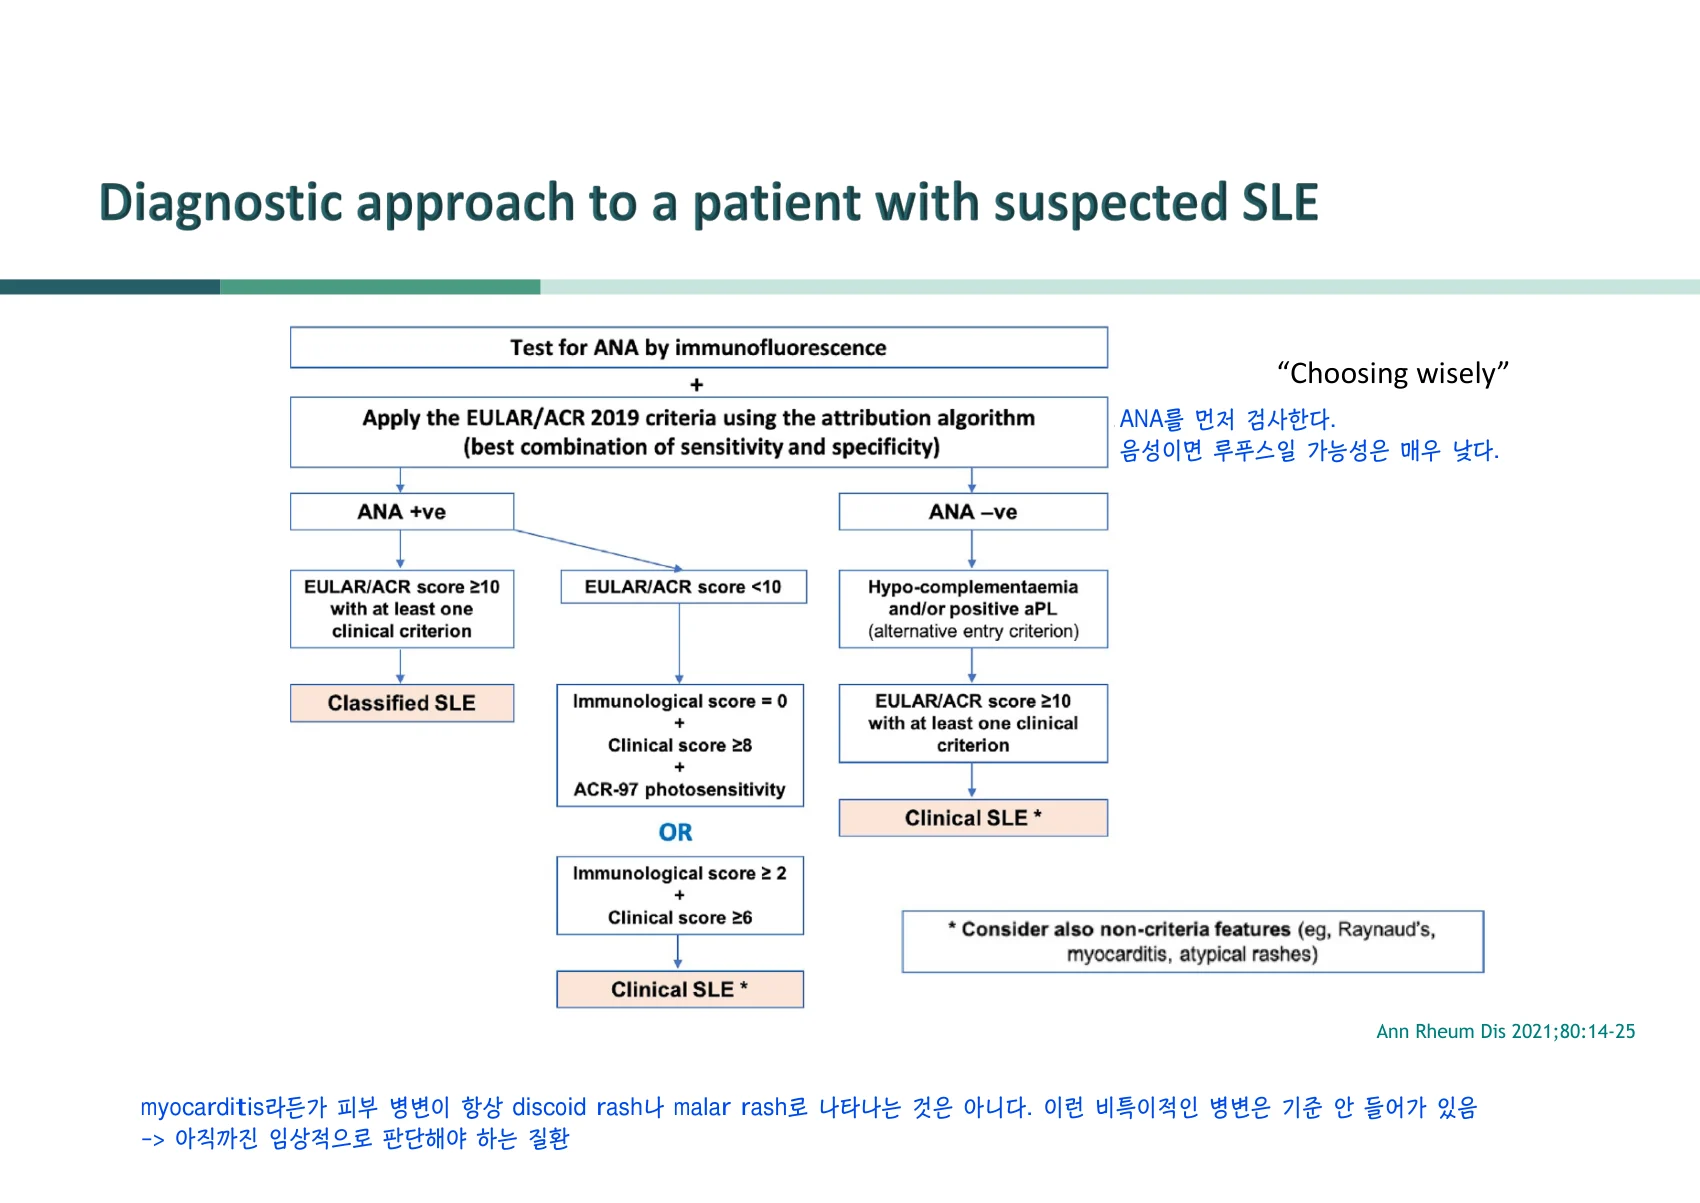 Diagnostic approach to a patient with suspected SLE
Test for ANA by immunofluorescence
+
Apply the EULAR/ACR 2019 criteria using the attribution algorithm
(best combination of sensitivity and specificity)
“Choosing wisely”
ANA를 먼저 검사한다.
음성이면 루푸스일 가능성은 매우 낮다.
ANA +ve
EULAR/ACR score ≥10
with at least one
clinical criterion
Classified SLE
EULAR/ACR score <10
Immunological score = 0
+
Clinical score ≥8
+
ACR-97 photosensitivity
OR
Immunological score ≥ 2
+
Clinical score ≥6
Clinical SLE *
ANA –ve
Hypo-complementaemia
and/or positive aPL
(alternative entry criterion)
EULAR/ACR score ≥10
with at least one clinical
criterion
Clinical SLE *
* Consider also non-criteria features (eg, Raynaud’s,
myocarditis, atypical rashes)
Ann Rheum Dis 2021;80:14-25
myocarditis라든가 피부 병변이 항상 discoid rash나 malar rash로 나타나는 것은 아니다. 이런 비특이적인 병변은 기준 안 들어가 있음
-> 아직까진 임상적으로 판단해야 하는 질환